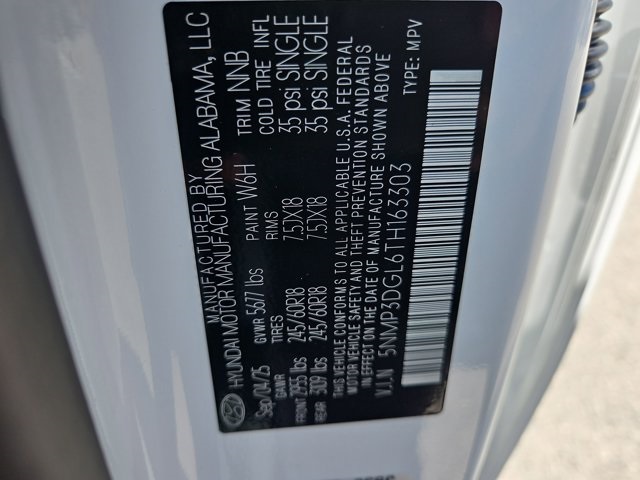 MANUFACTURED BY
HYUNDAI MOTOR MANUFACTURING ALABAMA, LLC
Sep/04/25 GVWR 5677 lbs PAINT W6H TRIM NNB
GAWR TIRES RIMS COLD TIRE INFL
FRONT 2955 lbs 245/60R18 7.5JX18 35 psi SINGLE
REAR 3109 lbs 245/60R18 7.5JX18 35 psi SINGLE
THIS VEHICLE CONFORMS TO ALL APPLICABLE U.S.A. FEDERAL
MOTOR VEHICLE SAFETY AND THEFT PREVENTION STANDARDS
IN EFFECT ON THE DATE OF MANUFACTURE SHOWN ABOVE
V.I.N 5NMP3DGL6TH163303 TYPE: MPV